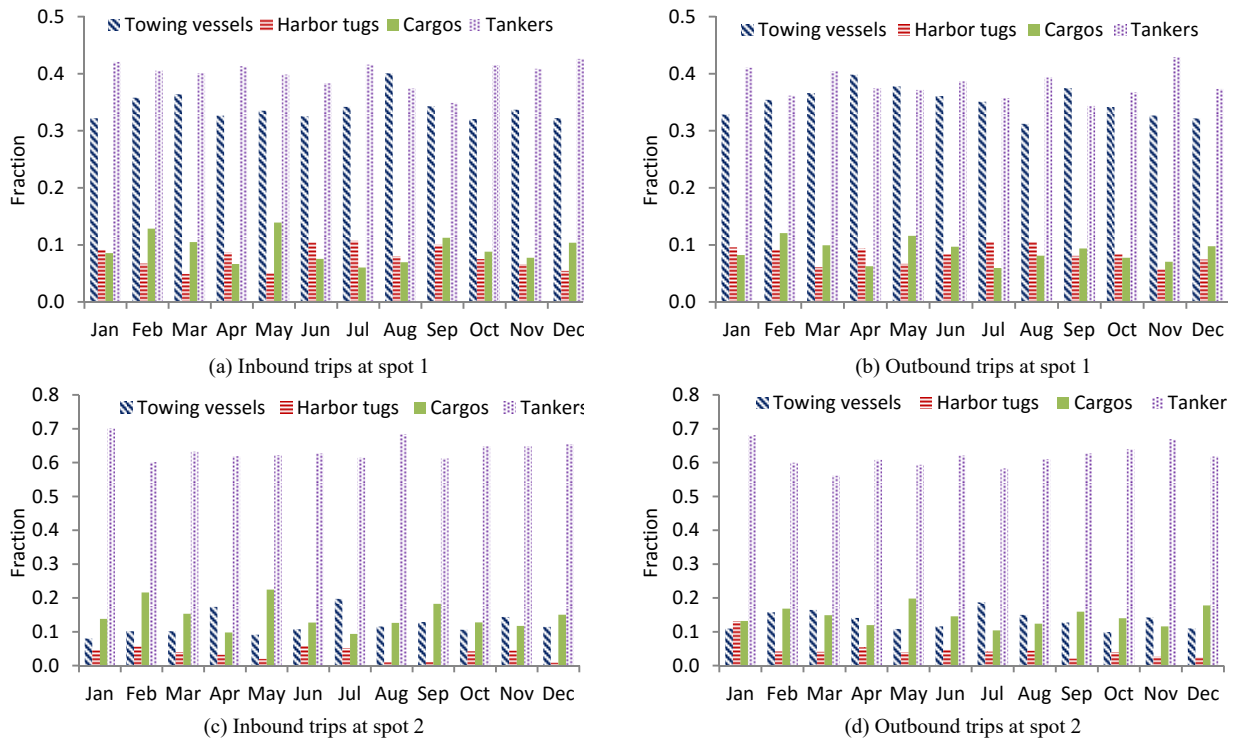 0.5
0.4
0.3
0.2
0.1
0.0
Fraction
Towing vessels Harbor tugs Cargos Tankers
Jan Feb Mar Apr May Jun Jul Aug Sep Oct Nov Dec
(a) Inbound trips at spot 1
0.5
0.4
0.3
0.2
0.1
0.0
Fraction
Towing vessels Harbor tugs Cargos Tankers
Jan Feb Mar Apr May Jun Jul Aug Sep Oct Nov Dec
(b) Outbound trips at spot 1
0.8
0.7
0.6
0.5
0.4
0.3
0.2
0.1
0.0
Fraction
Towing vessels Harbor tugs Cargos Tankers
Jan Feb Mar Apr May Jun Jul Aug Sep Oct Nov Dec
(c) Inbound trips at spot 2
0.8
0.7
0.6
0.5
0.4
0.3
0.2
0.1
0.0
Fraction
Towing vessels Harbor tugs Cargos Tanker
Jan Feb Mar Apr May Jun Jul Aug Sep Oct Nov Dec
(d) Outbound trips at spot 2